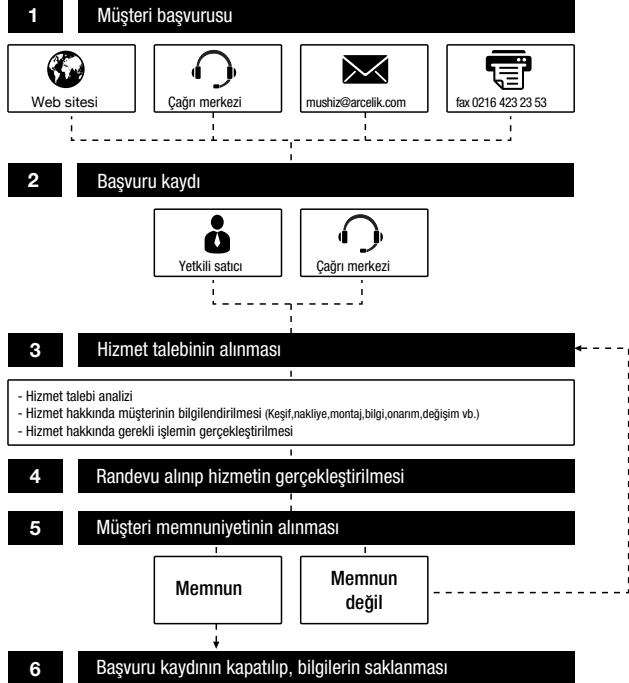 1 Müşteri başvurusu
Web sitesi
Çağrı merkezi
mushiz@arcelik.com
fax 0216 423 23 53
2 Başvuru kaydı
Yetkili satıcı
Çağrı merkezi
3 Hizmet talebinin alınması
- Hizmet talebi analizi
- Hizmet hakkında müşterinin bilgilendirilmesi (Keşif,nakliye,montaj,bilgi,onarım,değişim vb.)
- Hizmet hakkında gerekli işlemin gerçekleştirilmesi
4 Randevu alınıp hizmetin gerçekleştirilmesi
5 Müşteri memnuniyetinin alınması
Memnun
Memnun
değil
6 Başvuru kaydının kapatılıp, bilgilerin saklanması